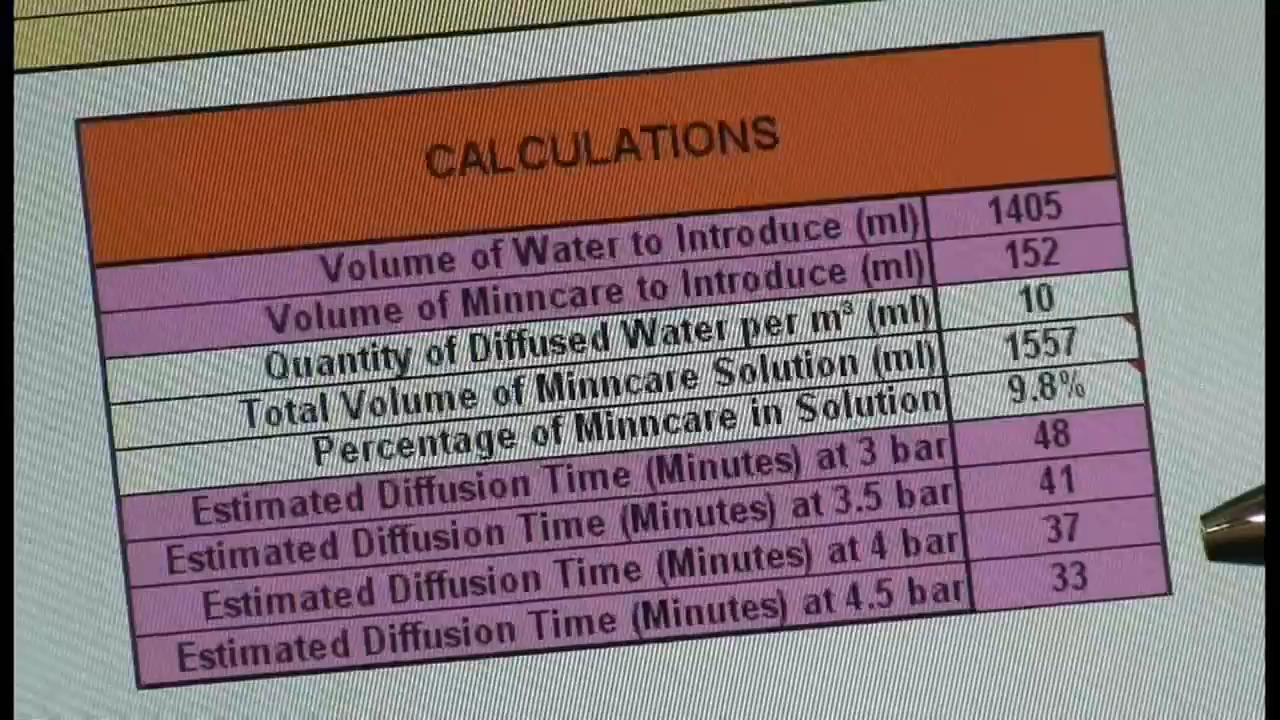 CALCULATIONS
Volume of Water to Introduce (ml) 1405
Volume of Minncare to Introduce (ml) 152
Quantity of Diffused Water per m³ (ml) 10
Total Volume of Minncare Solution (ml) 1557
Percentage of Minncare in Solution 9.8%
Estimated Diffusion Time (Minutes) at 3 bar 48
Estimated Diffusion Time (Minutes) at 3.5 bar 41
Estimated Diffusion Time (Minutes) at 4 bar 37
Estimated Diffusion Time (Minutes) at 4.5 bar 33